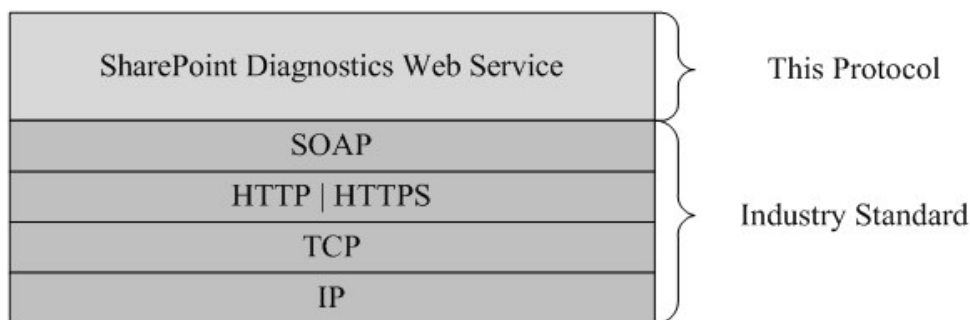 SharePoint Diagnostics Web Service
This Protocol
SOAP
HTTP | HTTPS
TCP
IP
Industry Standard